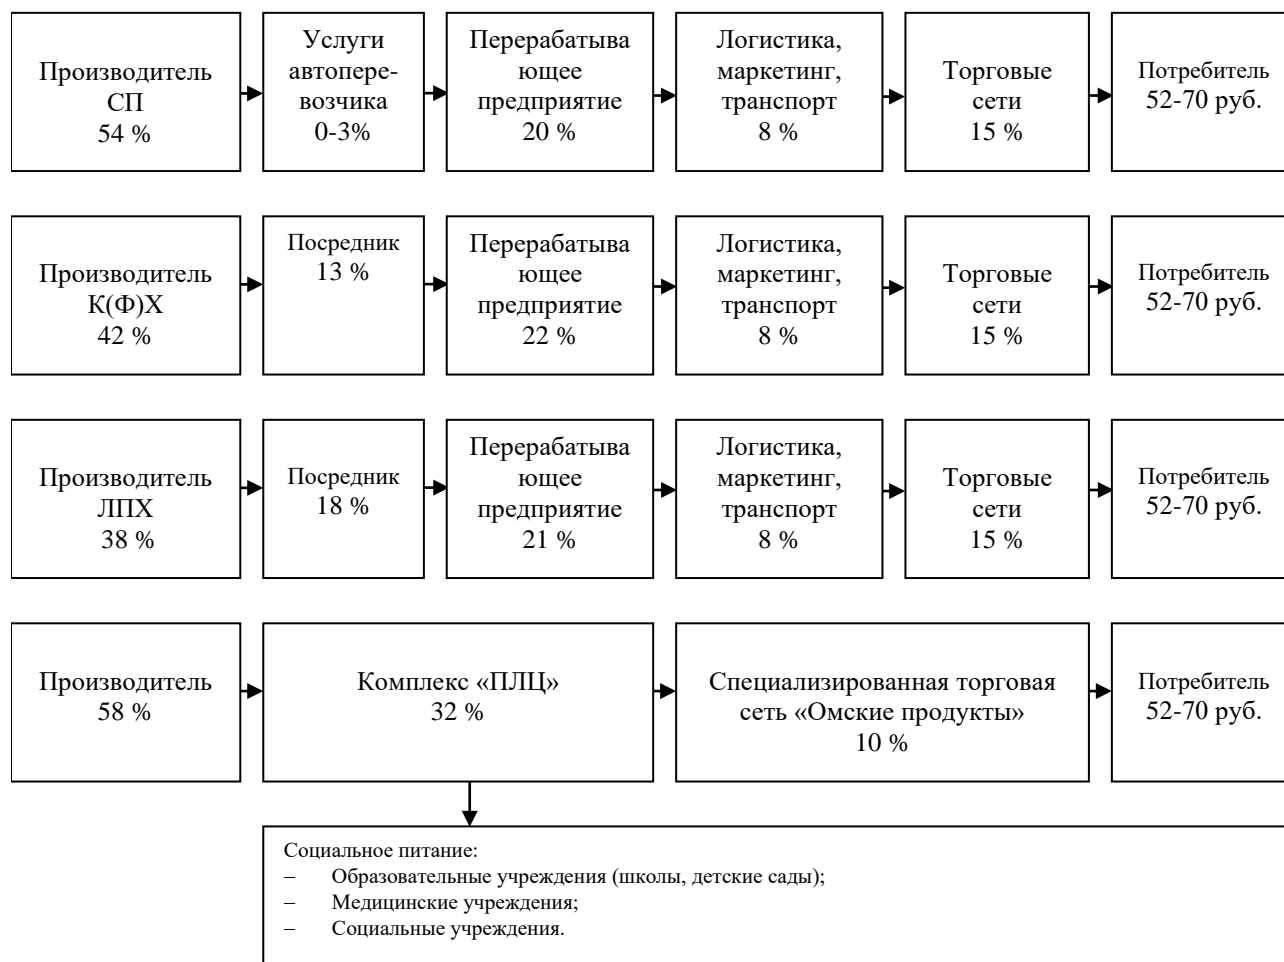 Производитель
СП
54 %
Услуги
автопере-
возчика
0-3%
Перерабатыва
ющее
предприятие
20 %
Логистика,
маркетинг,
транспорт
8 %
Торговые
сети
15 %
Потребитель
52-70 руб.
Производитель
К(Ф)Х
42 %
Посредник
13 %
Перерабатыва
ющее
предприятие
22 %
Логистика,
маркетинг,
транспорт
8 %
Торговые
сети
15 %
Потребитель
52-70 руб.
Производитель
ЛПХ
38 %
Посредник
18 %
Перерабатыва
ющее
предприятие
21 %
Логистика,
маркетинг,
транспорт
8 %
Торговые
сети
15 %
Потребитель
52-70 руб.
Производитель
58 %
Комплекс «ПЛЦ»
32 %
Специализированная торговая
сеть «Омские продукты»
10 %
Потребитель
52-70 руб.
Социальное питание:
– Образовательные учреждения (школы, детские сады);
– Медицинские учреждения;
– Социальные учреждения.